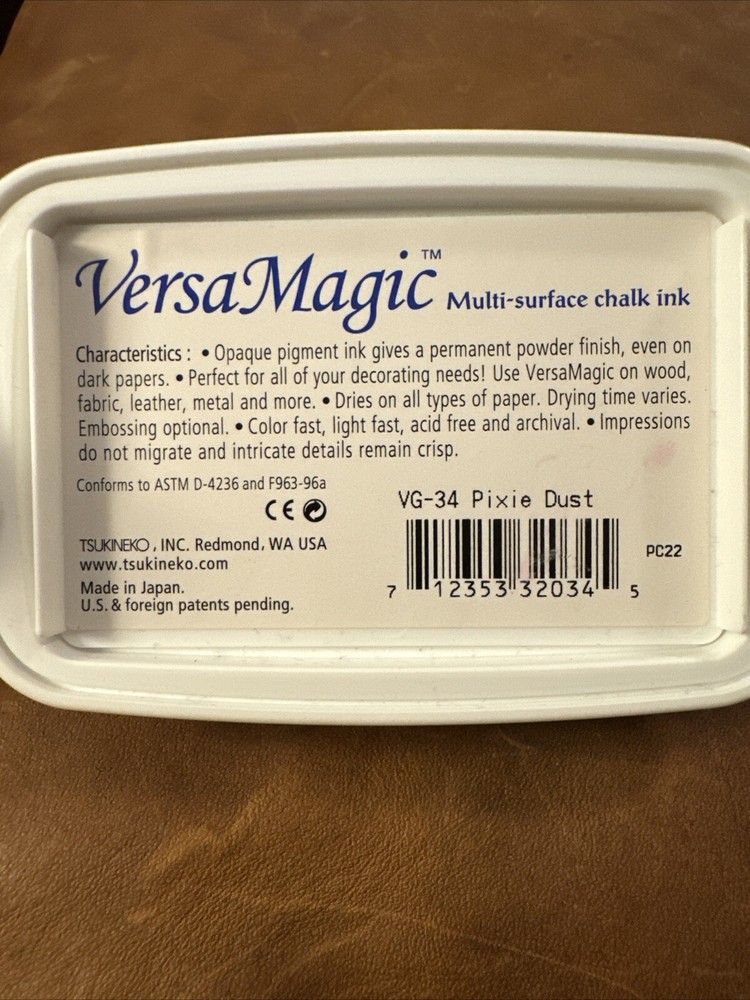 VersaMagic™ Multi-surface chalk ink
Characteristics : • Opaque pigment ink gives a permanent powder finish, even on
dark papers. • Perfect for all of your decorating needs! Use VersaMagic on wood,
fabric, leather, metal and more. • Dries on all types of paper. Drying time varies.
Embossing optional. • Color fast, light fast, acid free and archival. • Impressions
do not migrate and intricate details remain crisp.
Conforms to ASTM D-4236 and F963-96a
CE
TSUKINEKO, INC. Redmond, WA USA
www.tsukineko.com
Made in Japan.
U.S. & foreign patents pending.
VG-34 Pixie Dust
7 12353 32034 5
PC22